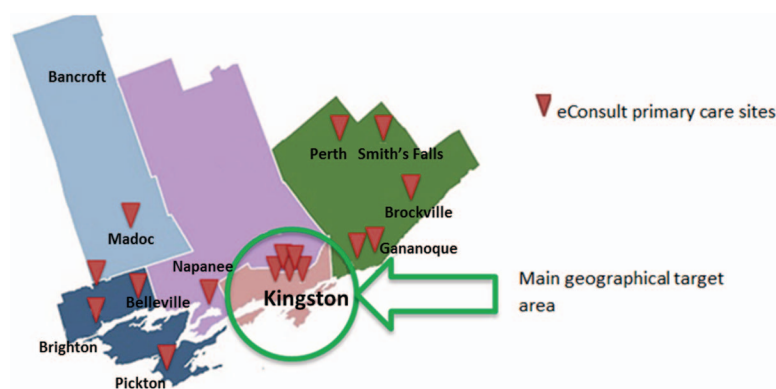 Bancroft
eConsult primary care sites
Perth
Smith's Falls
Brockville
Madoc
Gananoque
Napanee
Belleville
Kingston
Main geographical target
area
Brighton
Pickton